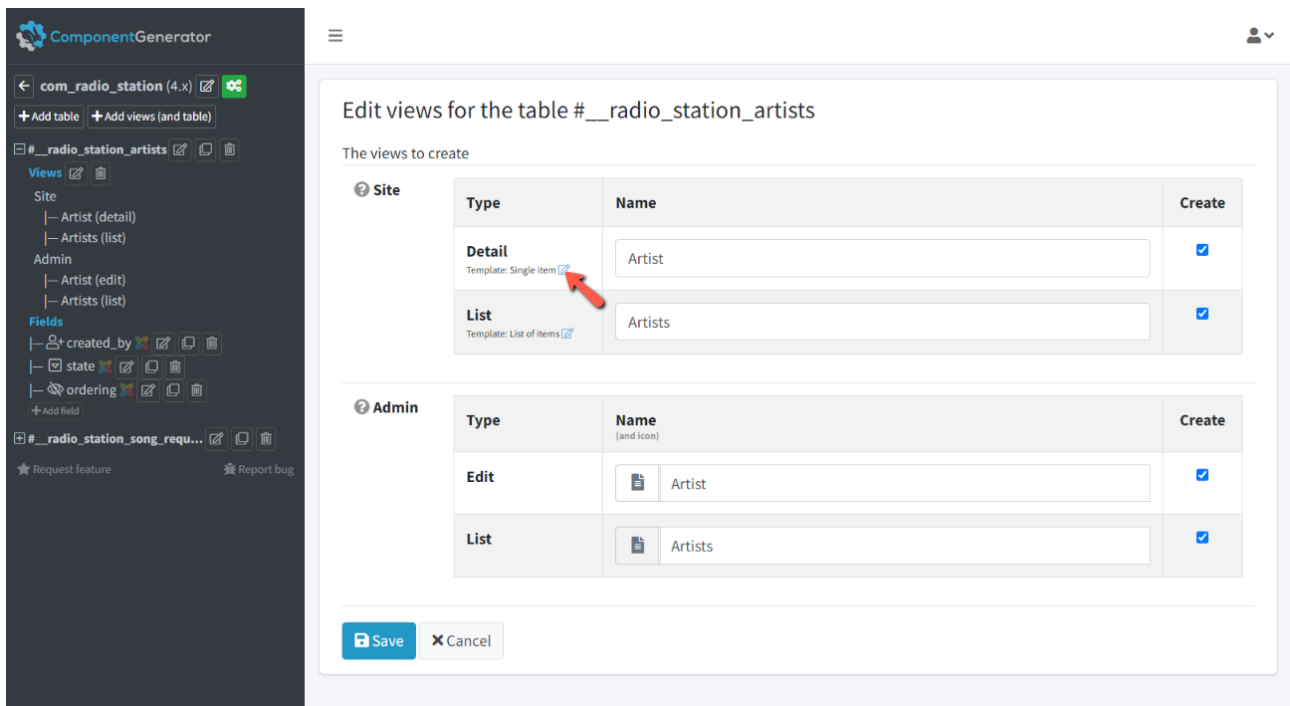 ComponentGenerator
com_radio_station (4.x)
Add table Add views (and table)
#__radio_station_artists
Views
Site
Artist (detail)
Artists (list)
Admin
Artist (edit)
Artists (list)
Fields
created_by
state
ordering
Add field
#__radio_station_song_requ...
Request feature Report bug
Edit views for the table #__radio_station_artists
The views to create
Site
Type Name Create
Detail
Template: Single item
Artist
List
Template: List of items
Artists
Admin
Type Name Create
(and icon)
Edit Artist
List Artists
Save Cancel